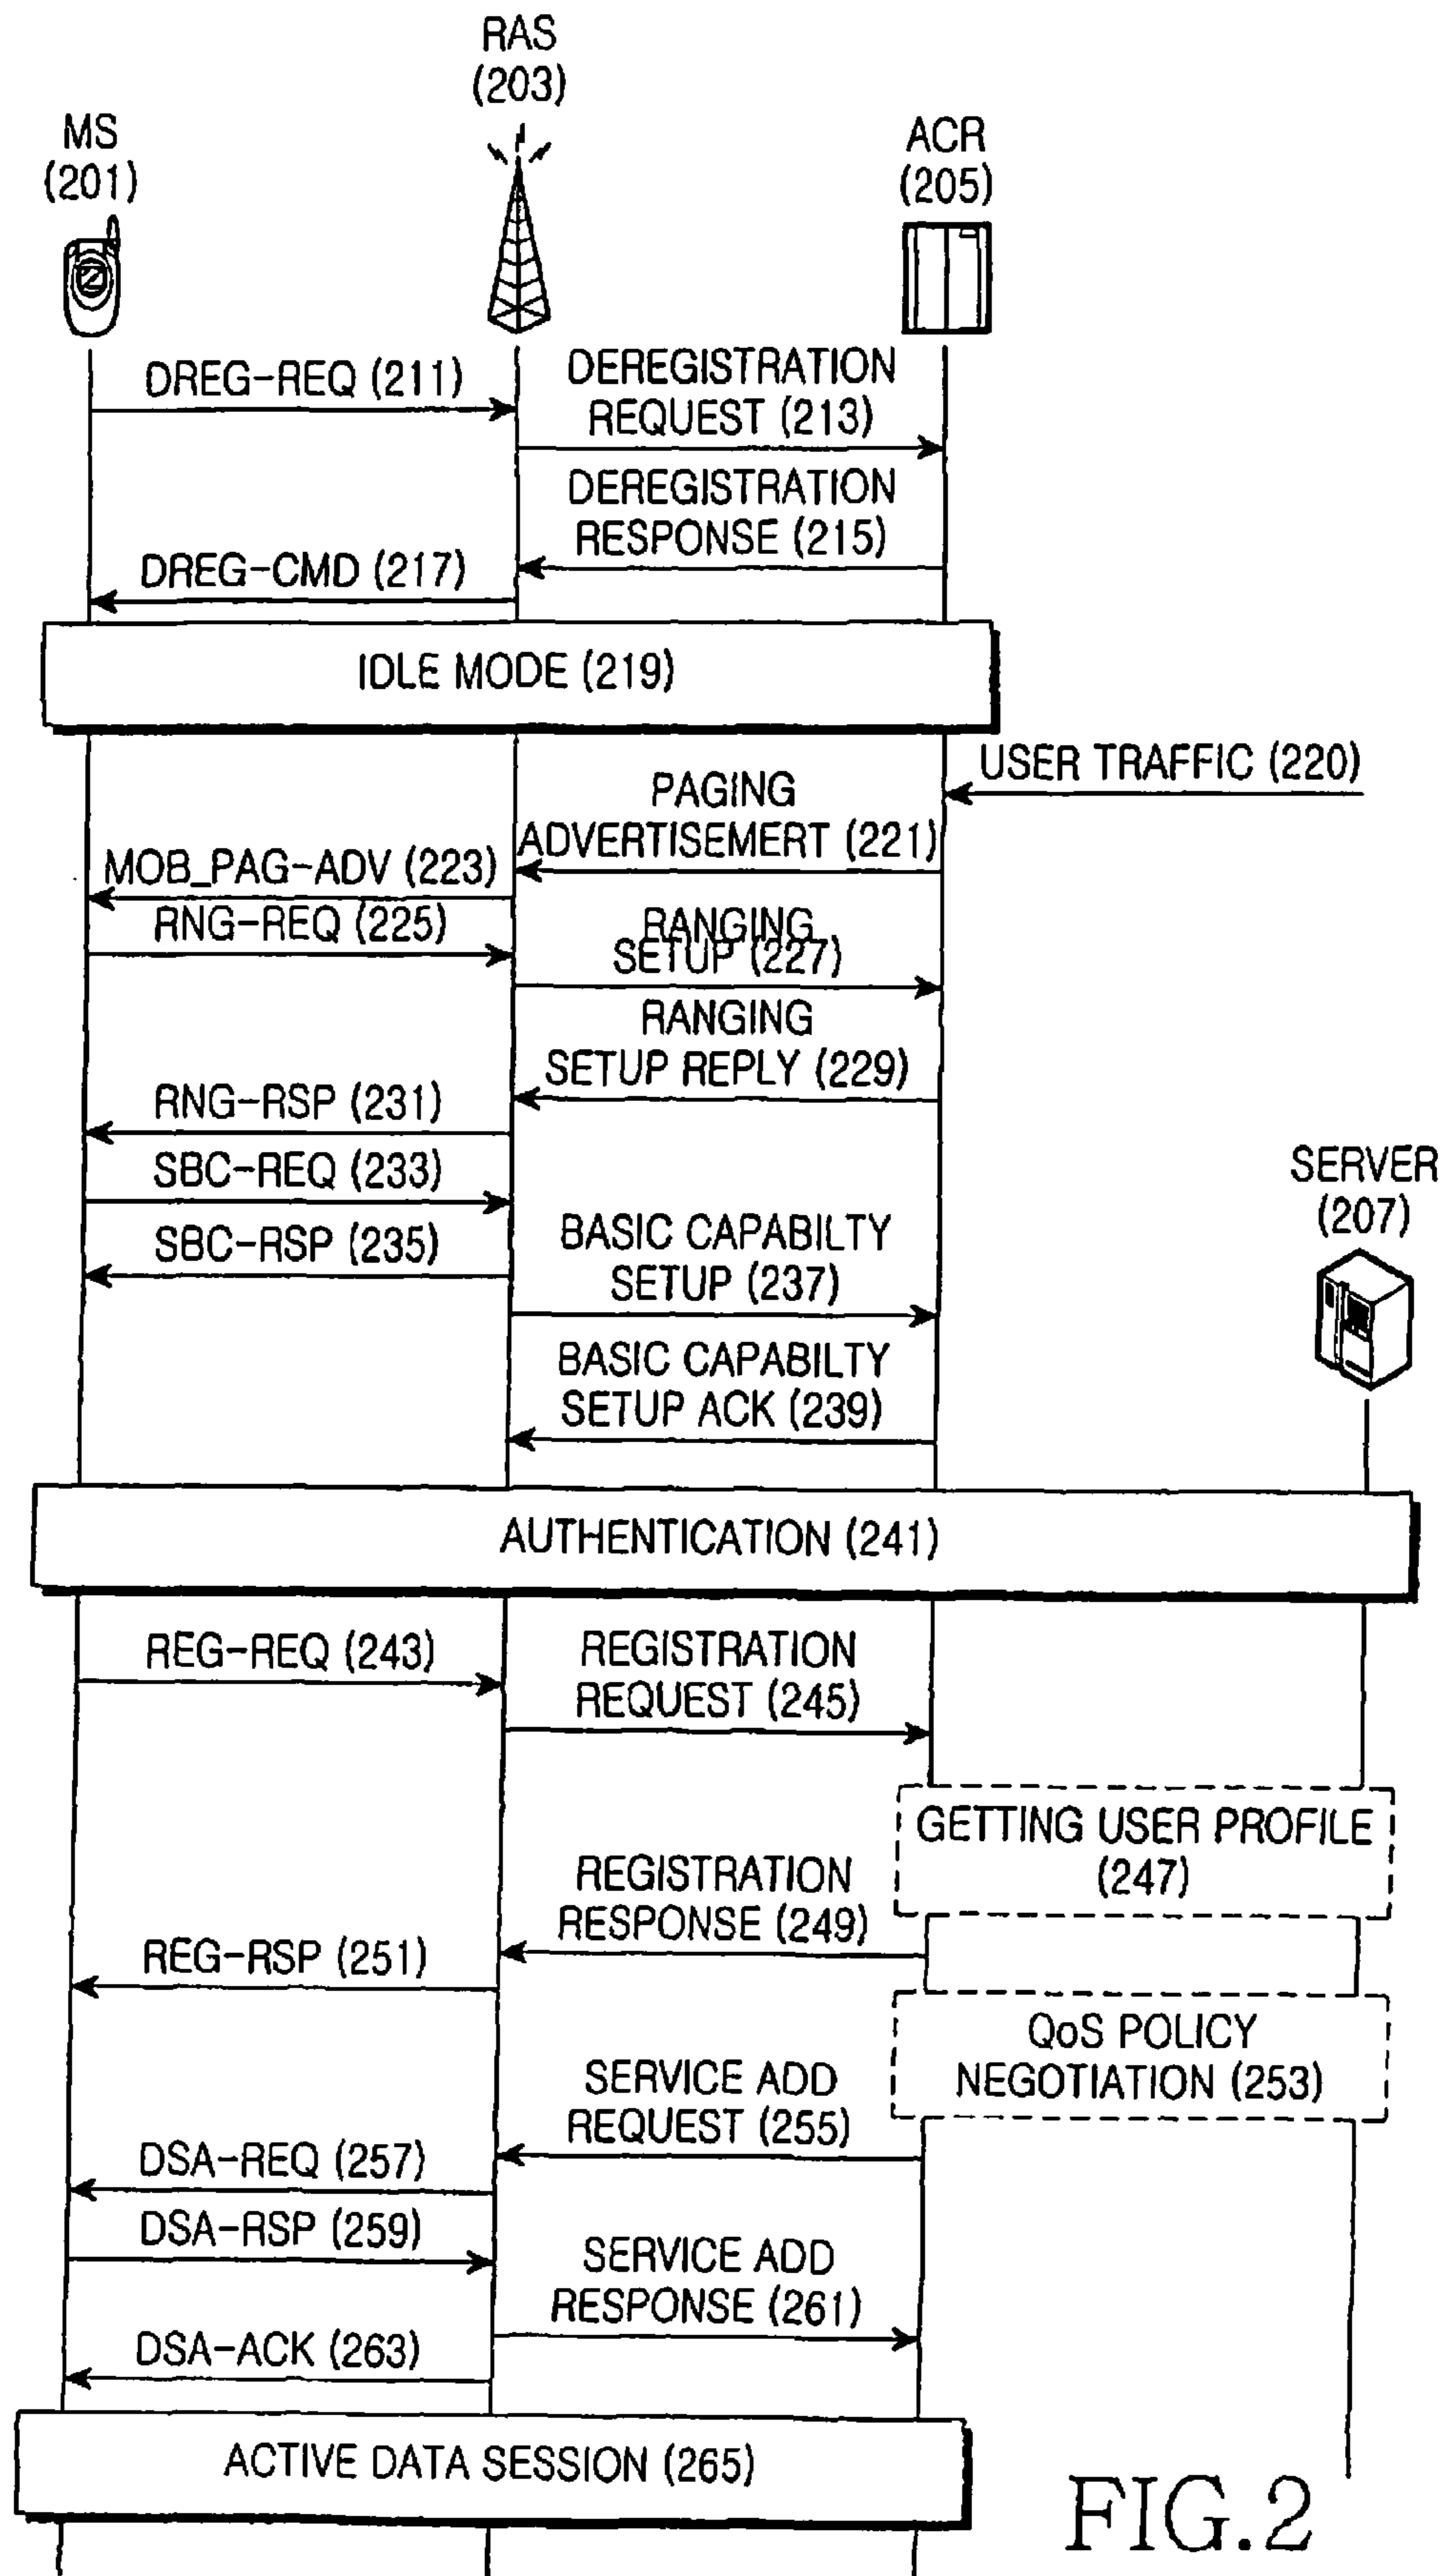 RAS
(203)
MS
(201)
ACR
(205)
DREG-REQ (211)
DEREGISTRATION
REQUEST (213)
DEREGISTRATION
RESPONSE (215)
DREG-CMD (217)
IDLE MODE (219)
USER TRAFFIC (220)
PAGING
ADVERTISEMERT (221)
MOB_PAG-ADV (223)
RNG-REQ (225)
RANGING
SETUP (227)
RANGING
SETUP REPLY (229)
RNG-RSP (231)
SBC-REQ (233)
SERVER
(207)
SBC-RSP (235)
BASIC CAPABILTY
SETUP (237)
BASIC CAPABILTY
SETUP ACK (239)
AUTHENTICATION (241)
REG-REQ (243)
REGISTRATION
REQUEST (245)
GETTING USER PROFILE
(247)
REGISTRATION
RESPONSE (249)
REG-RSP (251)
QoS POLICY
NEGOTIATION (253)
SERVICE ADD
REQUEST (255)
DSA-REQ (257)
DSA-RSP (259)
SERVICE ADD
RESPONSE (261)
DSA-ACK (263)
ACTIVE DATA SESSION (265)
FIG.2